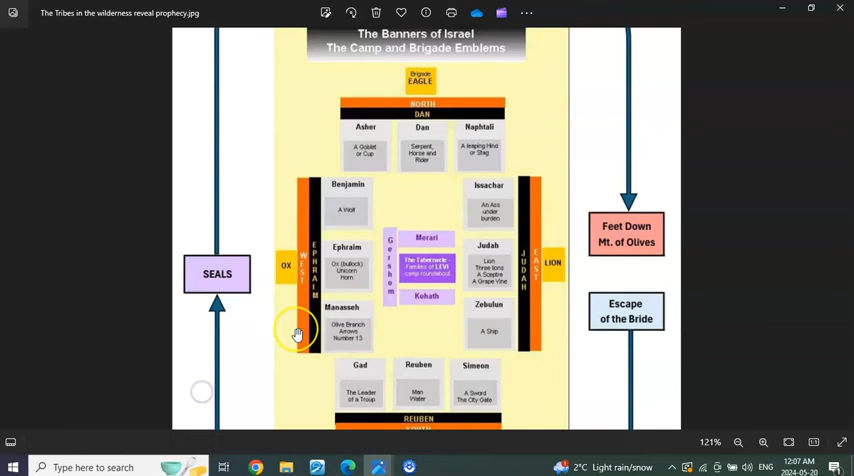 The Tribes in the wilderness reveal prophecy.jpg
The Banners of Israel
The Camp and Brigade Emblems
Brigade
EAGLE
NORTH
DAN
Asher
A Goblet
or Cup
Dan
Serpent,
Horse and
Rider
Naphtali
A leaping Hind
or Stag
Benjamin
A Wolf
Issachar
An Ass
under
burden
OX
WEST
EPHRAIM
Ephraim
Ox (bullock)
Unicorn
Horn
Gershom
Merari
The Tabernacle
Families of LEVI
camp roundabout
Kohath
Judah
Lion
Three lions
A Sceptre
A Grape Vine
JUDAH
EAST
LION
Manasseh
Olive Branch
Arrows
Number 13
Zebulun
A Ship
Gad
The Leader
of a Troup
Reuben
Man
Water
Simeon
A Sword
The City Gate
REUBEN
SOUTH
SEALS
Feet Down
Mt. of Olives
Escape
of the Bride
121%
Type here to search
2°C Light rain/snow
12:07 AM
2024-05-20